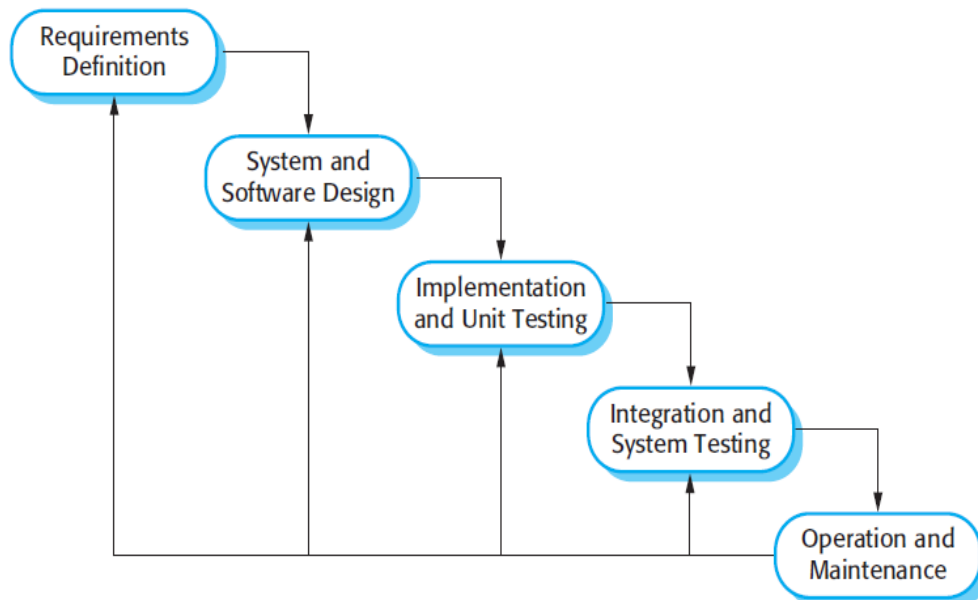 Requirements
Definition
System and
Software Design
Implementation
and Unit Testing
Integration and
System Testing
Operation and
Maintenance